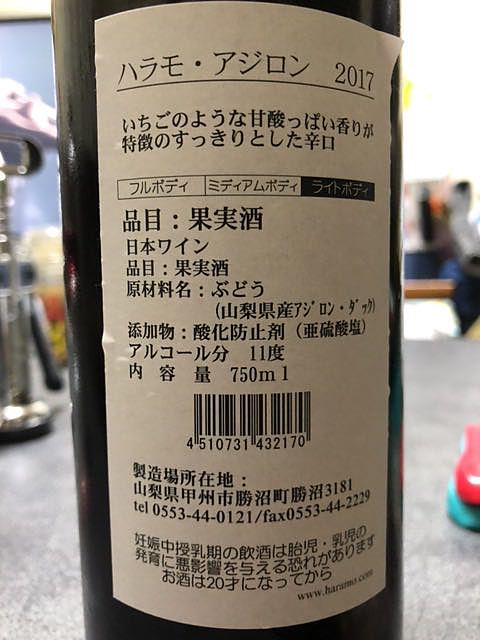 ハラモ・アジロン 2017
いちごのような甘酸っぱい香りが
特徴のすっきりとした辛口
フルボディ ミディアムボディ ライトボディ
品目：果実酒
日本ワイン
品目：果実酒
原材料名：ぶどう
(山梨県産ｱｼﾞﾛﾝ・ﾀﾞｯｸ)
添加物：酸化防止剤（亜硫酸塩）
アルコール分 11度
内容量 750ml
4510731432170
製造場所在地：
山梨県甲州市勝沼町勝沼3181
tel 0553-44-0121/fax0553-44-2229
妊娠中授乳期の飲酒は胎児・乳児の
発育に悪影響を与える恐れがあります
お酒は20才になってから
www.haramo.com